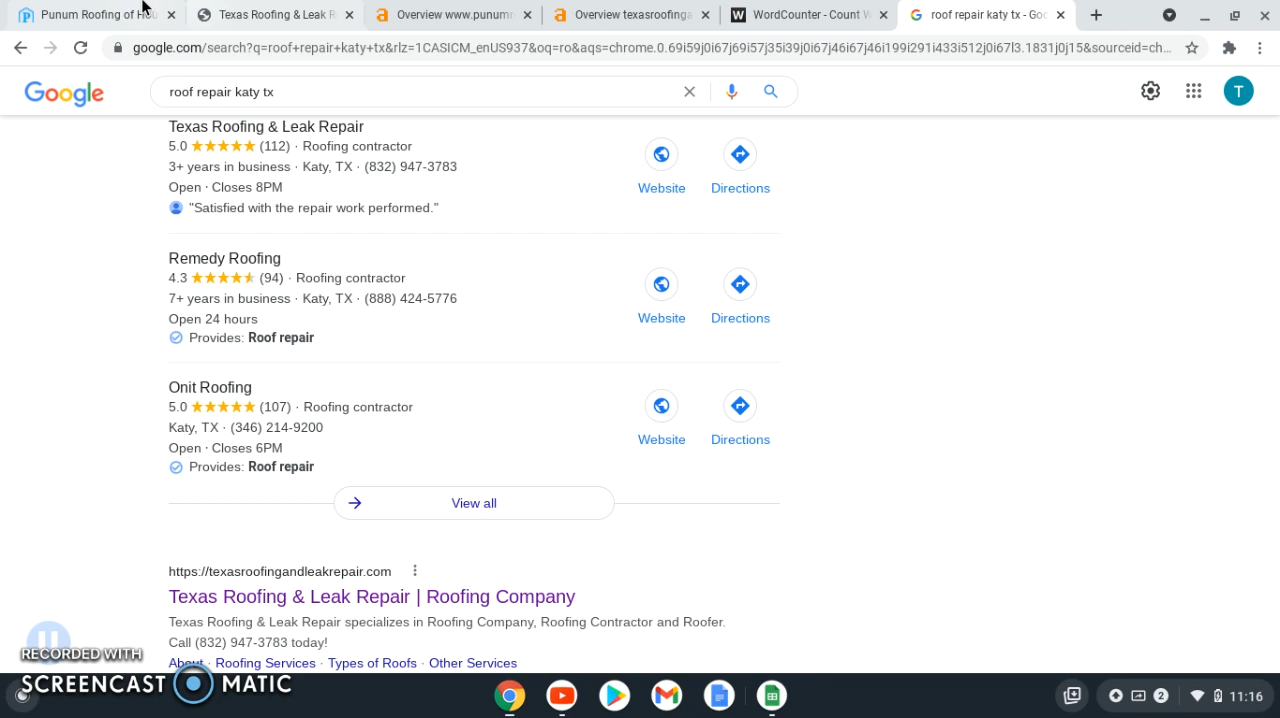 Punum Roofing of Hou
Texas Roofing & Leak R
Overview www.punumr
Overview texasroofinga
WordCounter - Count W
roof repair katy tx - Goo
google.com/search?q=roof+repair+katy+tx&rlz=1CASICM_enUS937&oq=ro&aqs=chrome.0.69i59j0i67j69i57j35i39j0i67j46i67j46i199i291i433i512j0i67l3.1831j0j15&sourceid=ch...
Google
roof repair katy tx
T
Texas Roofing & Leak Repair
5.0 (112) · Roofing contractor
3+ years in business · Katy, TX · (832) 947-3783
Open · Closes 8PM
"Satisfied with the repair work performed."
Website
Directions
Remedy Roofing
4.3 (94) · Roofing contractor
7+ years in business · Katy, TX · (888) 424-5776
Open 24 hours
Provides: Roof repair
Website
Directions
Onit Roofing
5.0 (107) · Roofing contractor
Katy, TX · (346) 214-9200
Open · Closes 6PM
Provides: Roof repair
Website
Directions
View all
https://texasroofingandleakrepair.com
Texas Roofing & Leak Repair | Roofing Company
Texas Roofing & Leak Repair specializes in Roofing Company, Roofing Contractor and Roofer.
Call (832) 947-3783 today!
About · Roofing Services · Types of Roofs · Other Services
RECORDED WITH
SCREENCAST MATIC
2
11:16